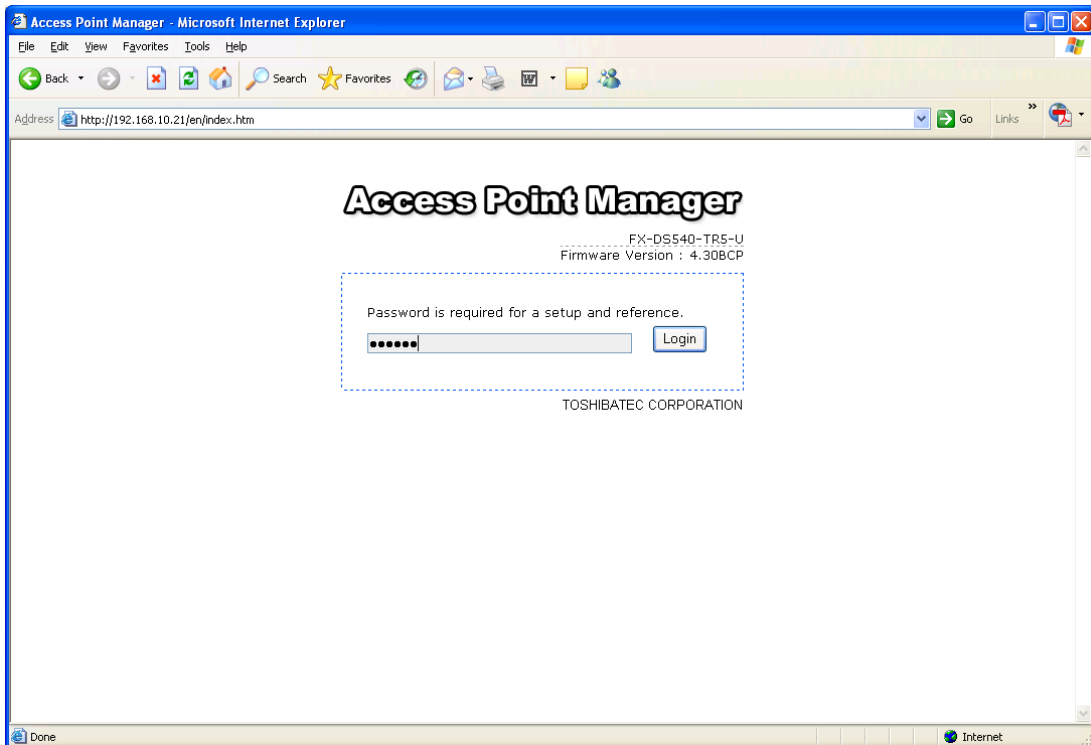 Access Point Manager - Microsoft Internet Explorer
File Edit View Favorites Tools Help
Back Search Favorites
Address http://192.168.10.21/en/index.htm Go Links »
Access Point Manager
FX-DS540-TR5-U
Firmware Version : 4.30BCP
Password is required for a setup and reference.
●●●●●● Login
TOSHIBATEC CORPORATION
Done Internet